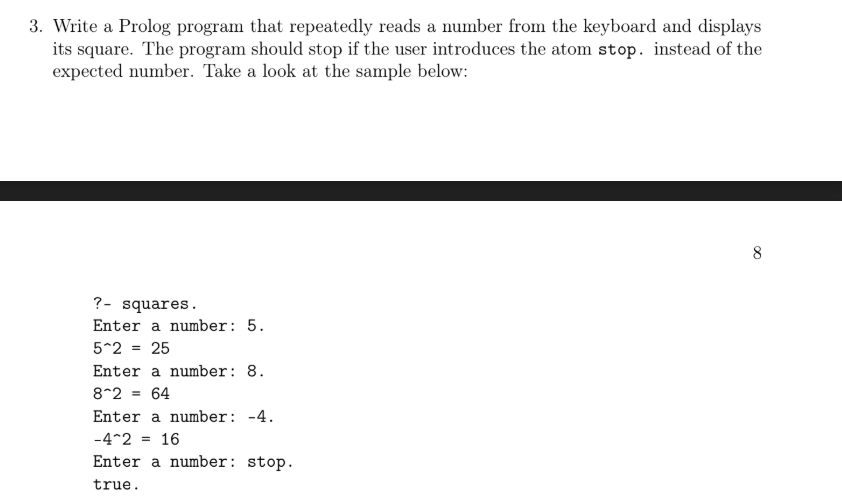 3. Write a Prolog program that repeatedly reads a number from the keyboard and displays
its square. The program should stop if the user introduces the atom stop. instead of the
expected number. Take a look at the sample below:
8
?- squares.
Enter a number: 5.
5^2 = 25
Enter a number: 8.
8^2 = 64
Enter a number: -4.
-4^2 = 16
Enter a number: stop.
true.